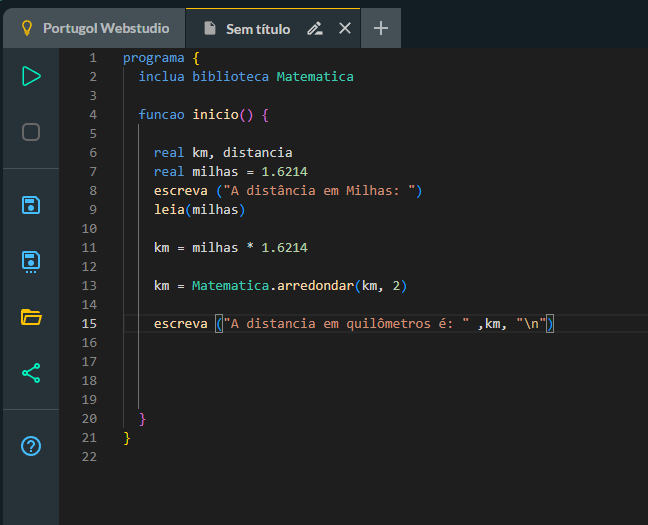 Portugol Webstudio
Sem título
1 programa {
2 inclua biblioteca Matematica
3
4 funcao inicio() {
5
6 real km, distancia
7 real milhas = 1.6214
8 escreva ("A distância em Milhas: ")
9 leia(milhas)
10
11 km = milhas * 1.6214
12
13 km = Matematica.arredondar(km, 2)
14
15 escreva ("A distancia em quilômetros é: " ,km, "\n")
16
17
18
19
20 }
21 }
22